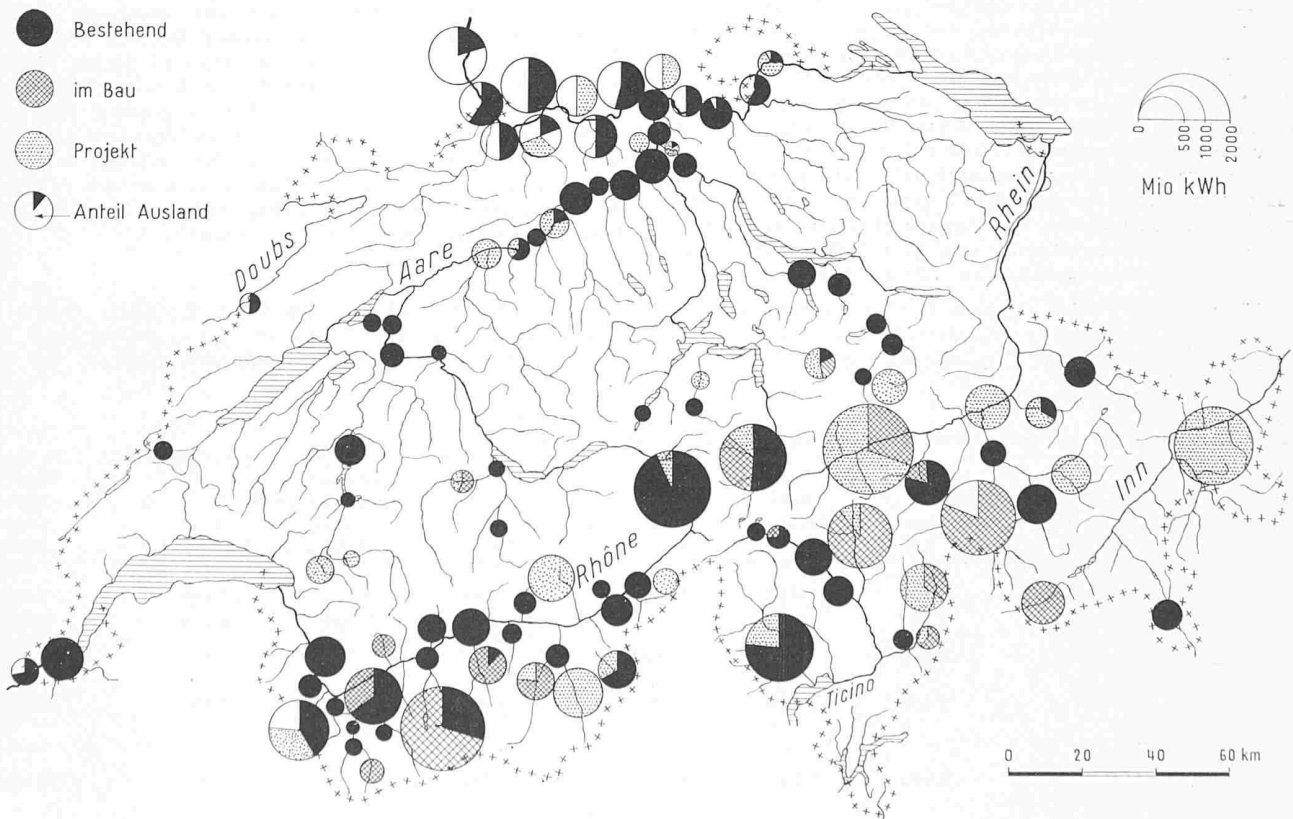 Bestehend
im Bau
Projekt
Anteil Ausland
Doubs
Aare
Rhein
Inn
Rhône
Ticino
0 500 1000 2000
Mio kWh
0 20 40 60 km